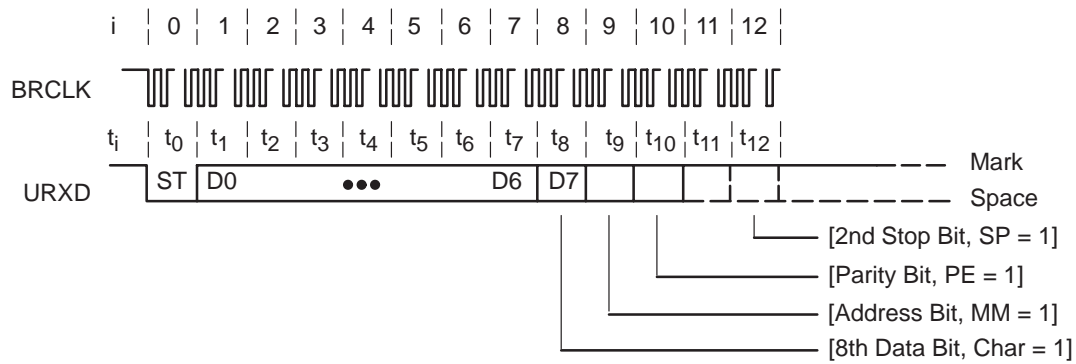 i 0 1 2 3 4 5 6 7 8 9 10 11 12
BRCLK
ti t0 t1 t2 t3 t4 t5 t6 t7 t8 t9 t10 t11 t12
URXD ST D0 ••• D6 D7 Mark
Space
[2nd Stop Bit, SP = 1]
[Parity Bit, PE = 1]
[Address Bit, MM = 1]
[8th Data Bit, Char = 1]